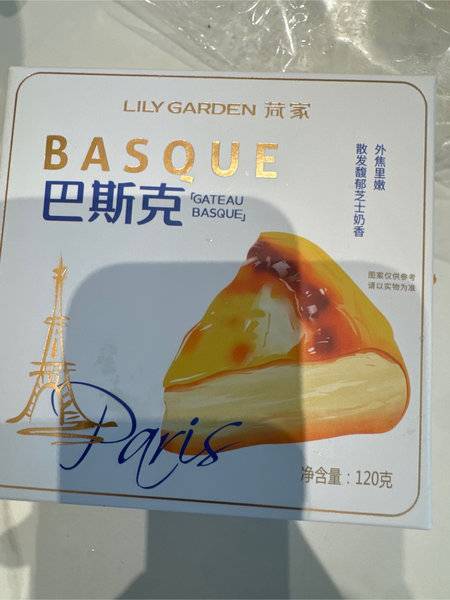 LILY GARDEN 荷家
BASQUE
巴斯克
「GATEAU
BASQUE」
外焦里嫩
散发馥郁芝士奶香
图案仅供参考
请以实物为准
Paris
净含量：120克